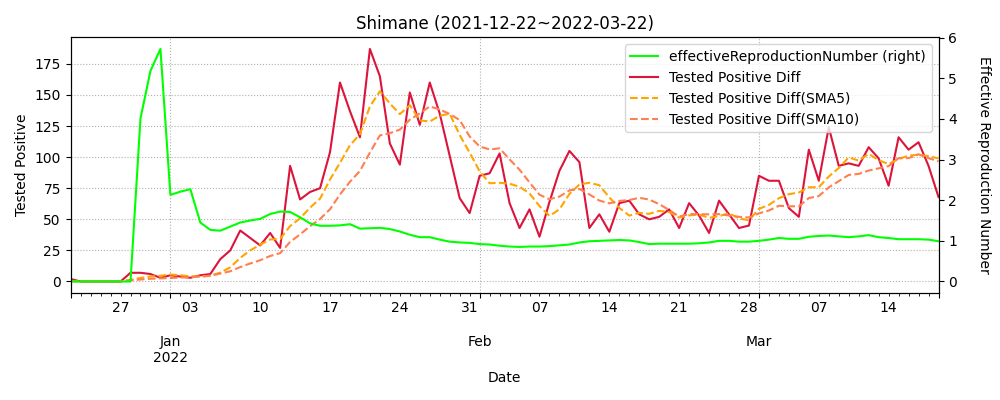 Shimane (2021-12-22~2022-03-22)
effectiveReproductionNumber (right)
Tested Positive Diff
Tested Positive Diff(SMA5)
Tested Positive Diff(SMA10)
Tested Positive
175
150
125
100
75
50
25
0
6
5
4
3
2
1
0
Effective Reproduction Number
27 03 10 17 24 31 07 14 21 28 07 14
Jan Feb Mar
2022
Date